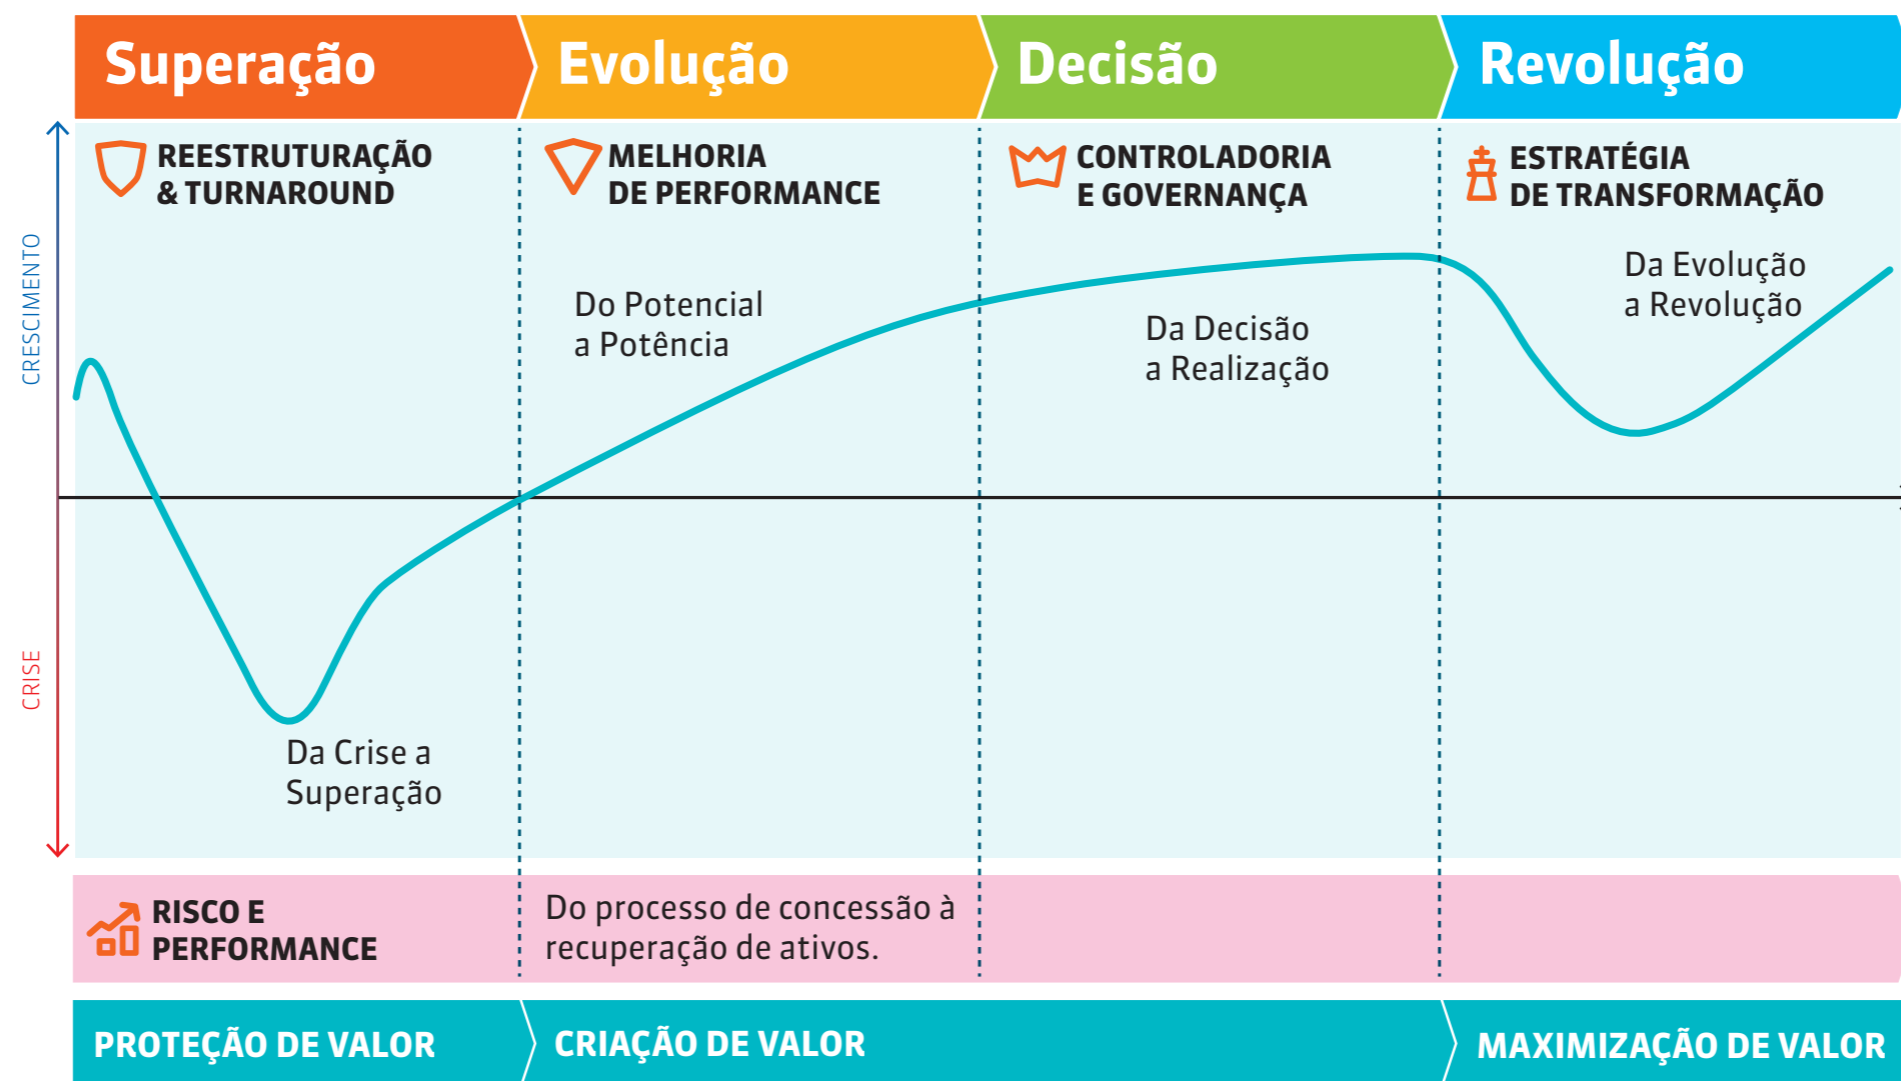 Superação
Evolução
Decisão
Revolução
REESTRUTURAÇÃO
& TURNAROUND
MELHORIA
DE PERFORMANCE
CONTROLADORIA
E GOVERNANÇA
ESTRATÉGIA
DE TRANSFORMAÇÃO
CRESCIMENTO
CRISE
Da Crise a
Superação
Do Potencial
a Potência
Da Decisão
a Realização
Da Evolução
a Revolução
RISCO E
PERFORMANCE
Do processo de concessão à
recuperação de ativos.
PROTEÇÃO DE VALOR
CRIAÇÃO DE VALOR
MAXIMIZAÇÃO DE VALOR